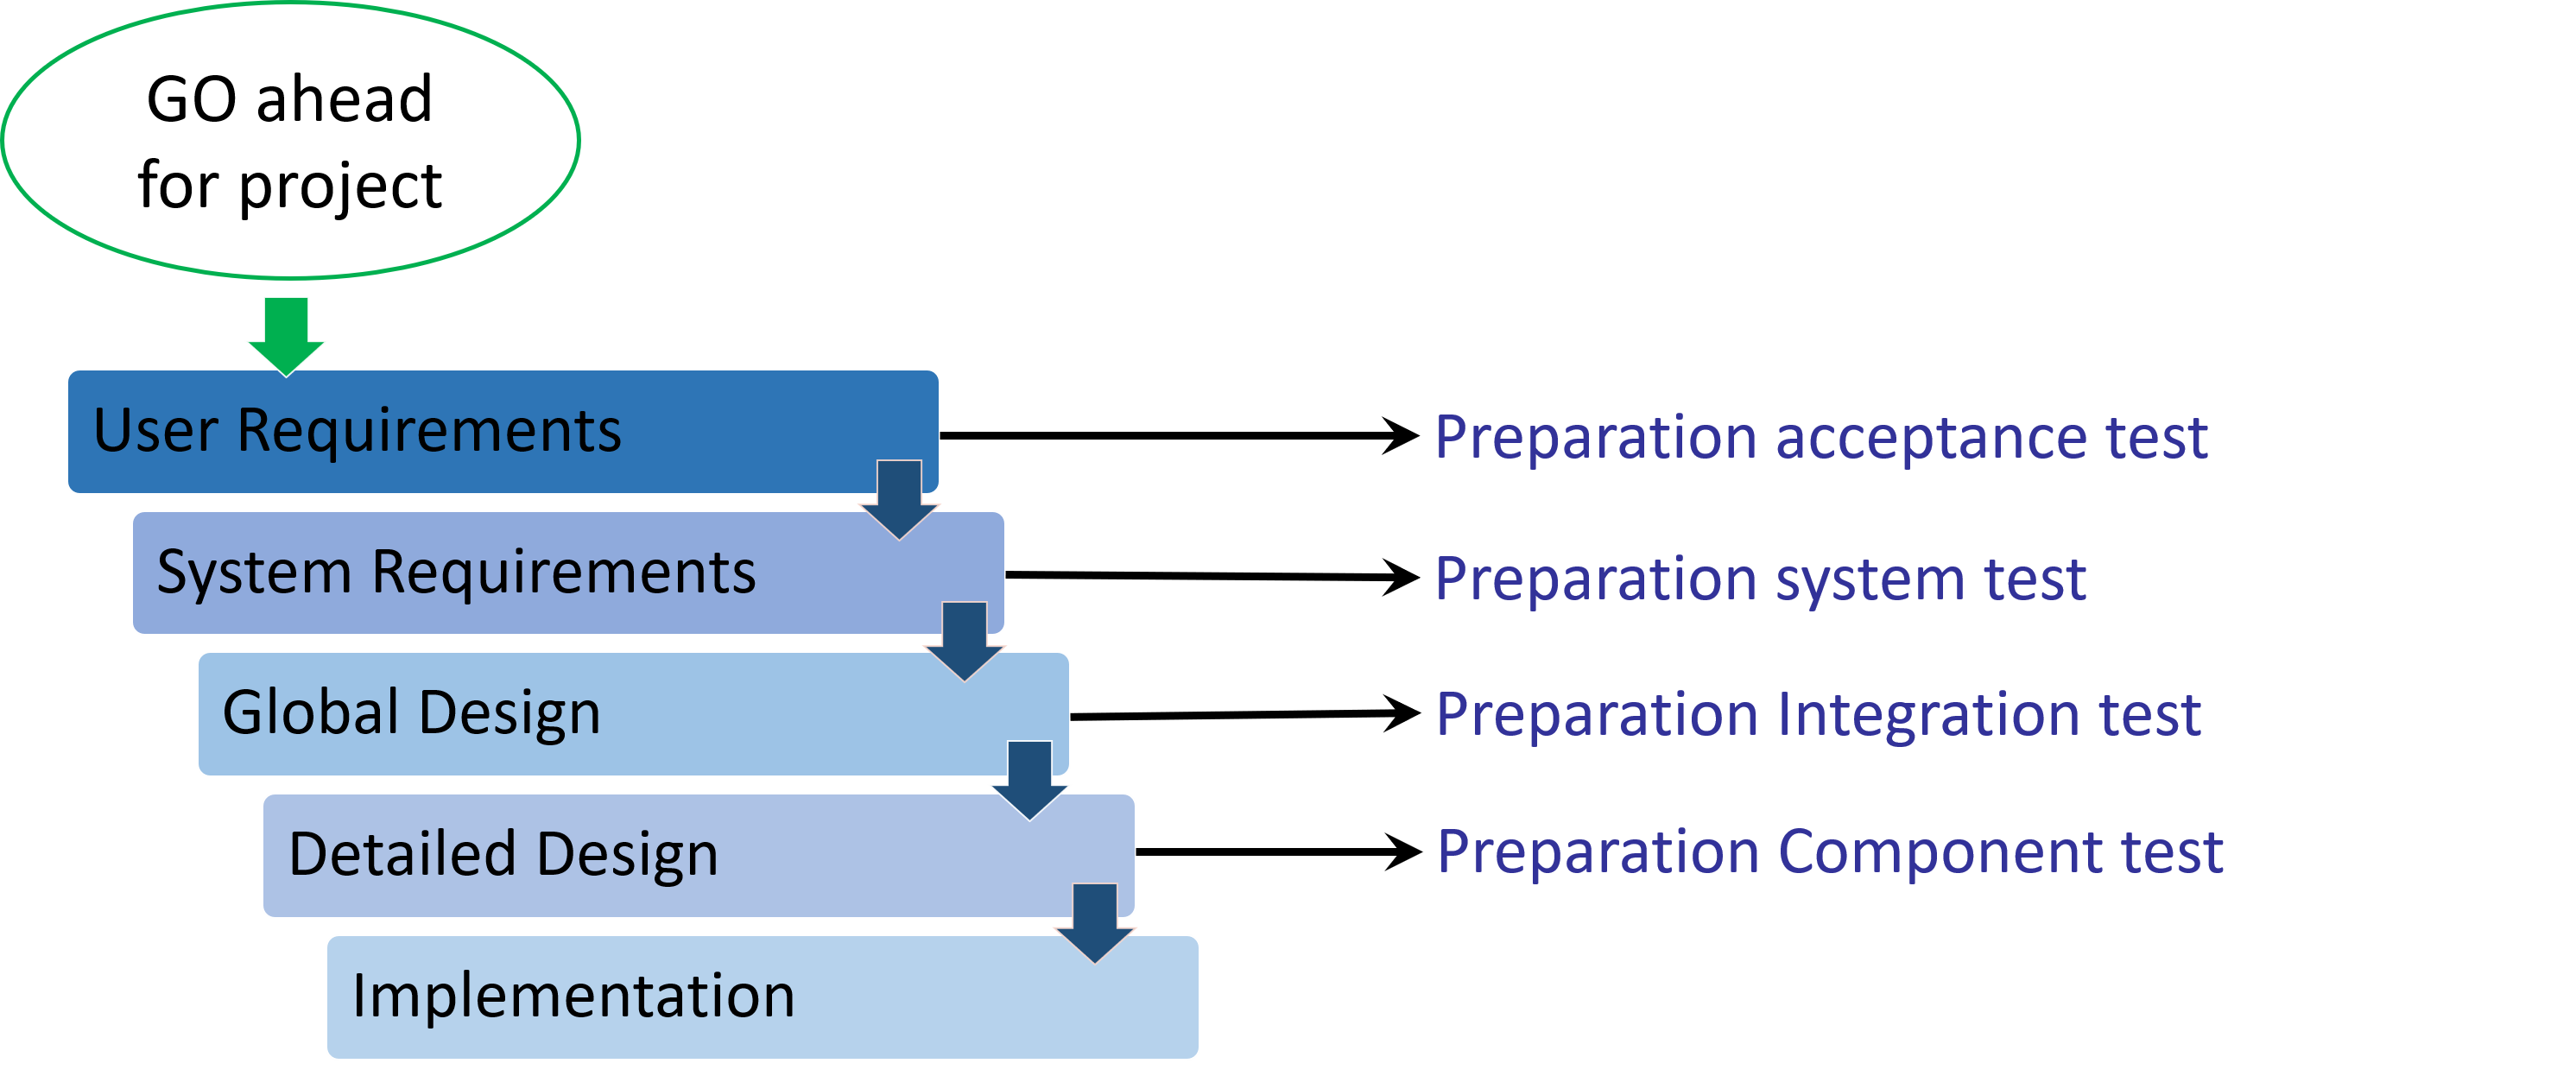 GO ahead
for project
User Requirements
Preparation acceptance test
System Requirements
Preparation system test
Global Design
Preparation Integration test
Detailed Design
Preparation Component test
Implementation